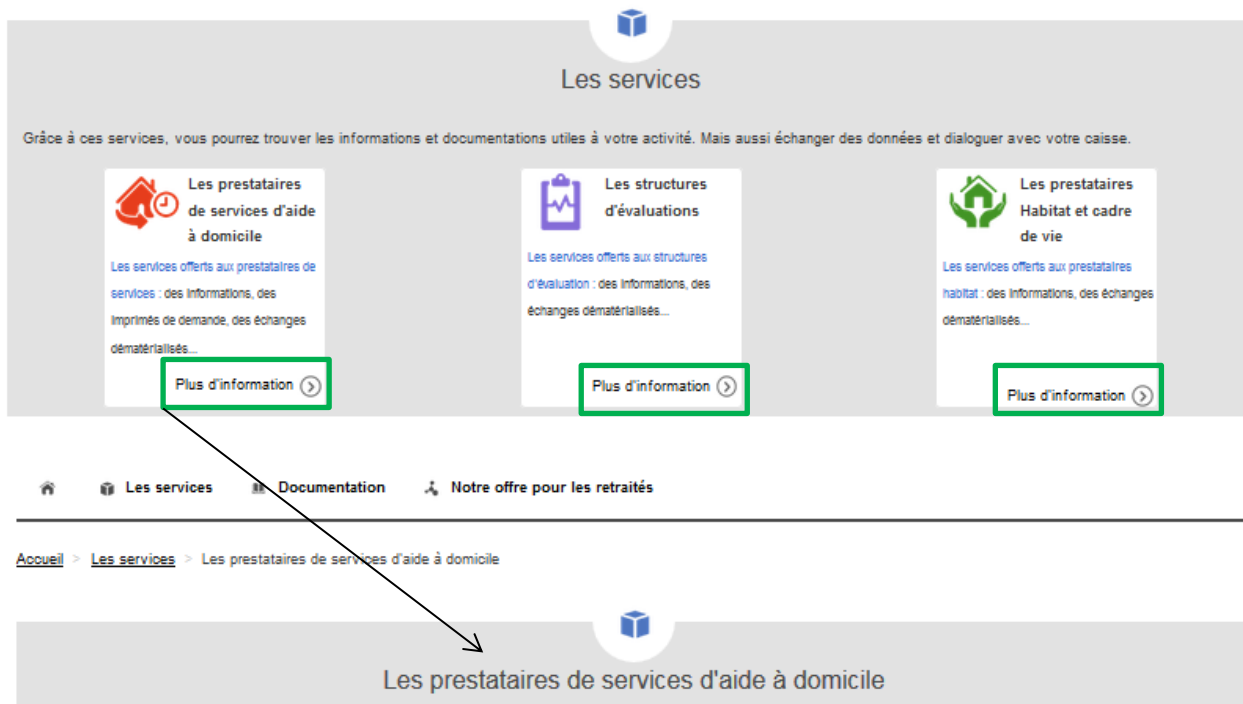 Les services
Grâce à ces services, vous pourrez trouver les informations et documentations utiles à votre activité. Mais aussi échanger des données et dialoguer avec votre caisse.
Les prestataires
de services d'aide
à domicile
Les services offerts aux prestataires de
services : des informations, des
imprimés de demande, des échanges
dématérialisés...
Plus d'information
Les structures
d'évaluations
Les services offerts aux structures
d'évaluation : des informations, des
échanges dématérialisés...
Plus d'information
Les prestataires
Habitat et cadre
de vie
Les services offerts aux prestataires
habitat : des informations, des échanges
dématérialisés...
Plus d'information
Les services Documentation Notre offre pour les retraités
Accueil > Les services > Les prestataires de services d'aide à domicile
Les prestataires de services d'aide à domicile